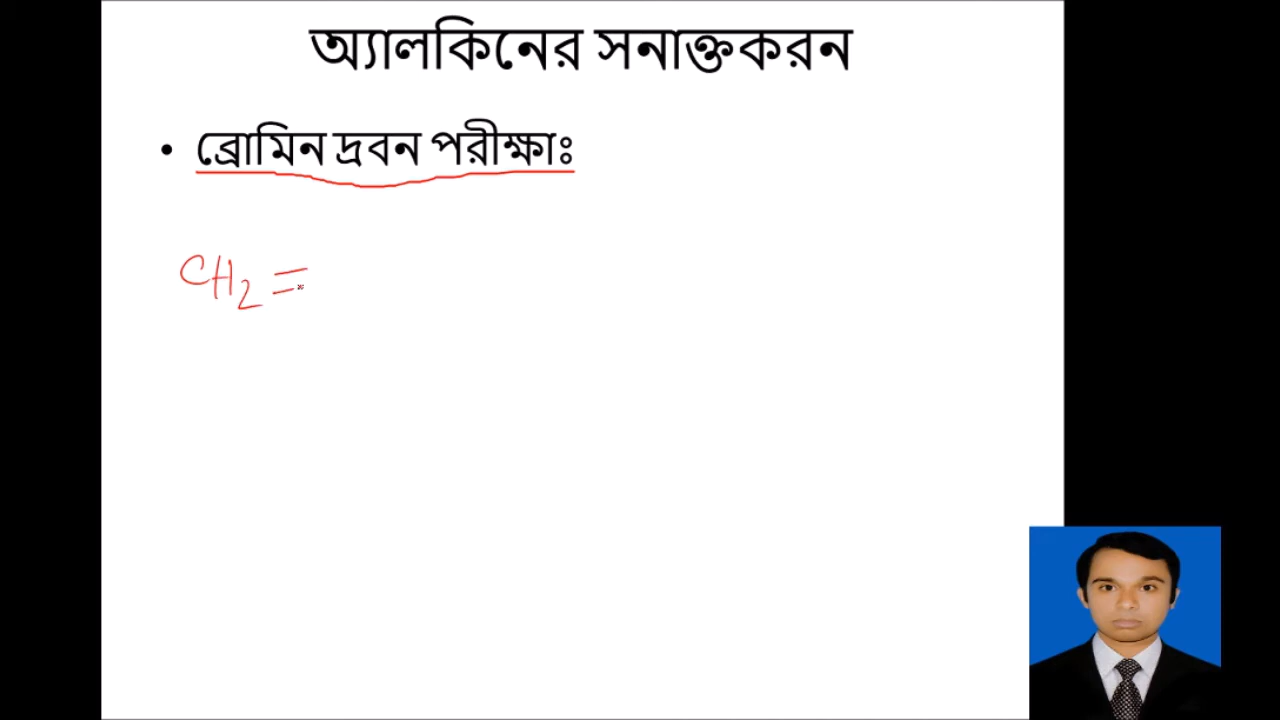 অ্যালকিনের সনাক্তকরন
• ব্রোমিন দ্রবন পরীক্ষাঃ
CH2 =